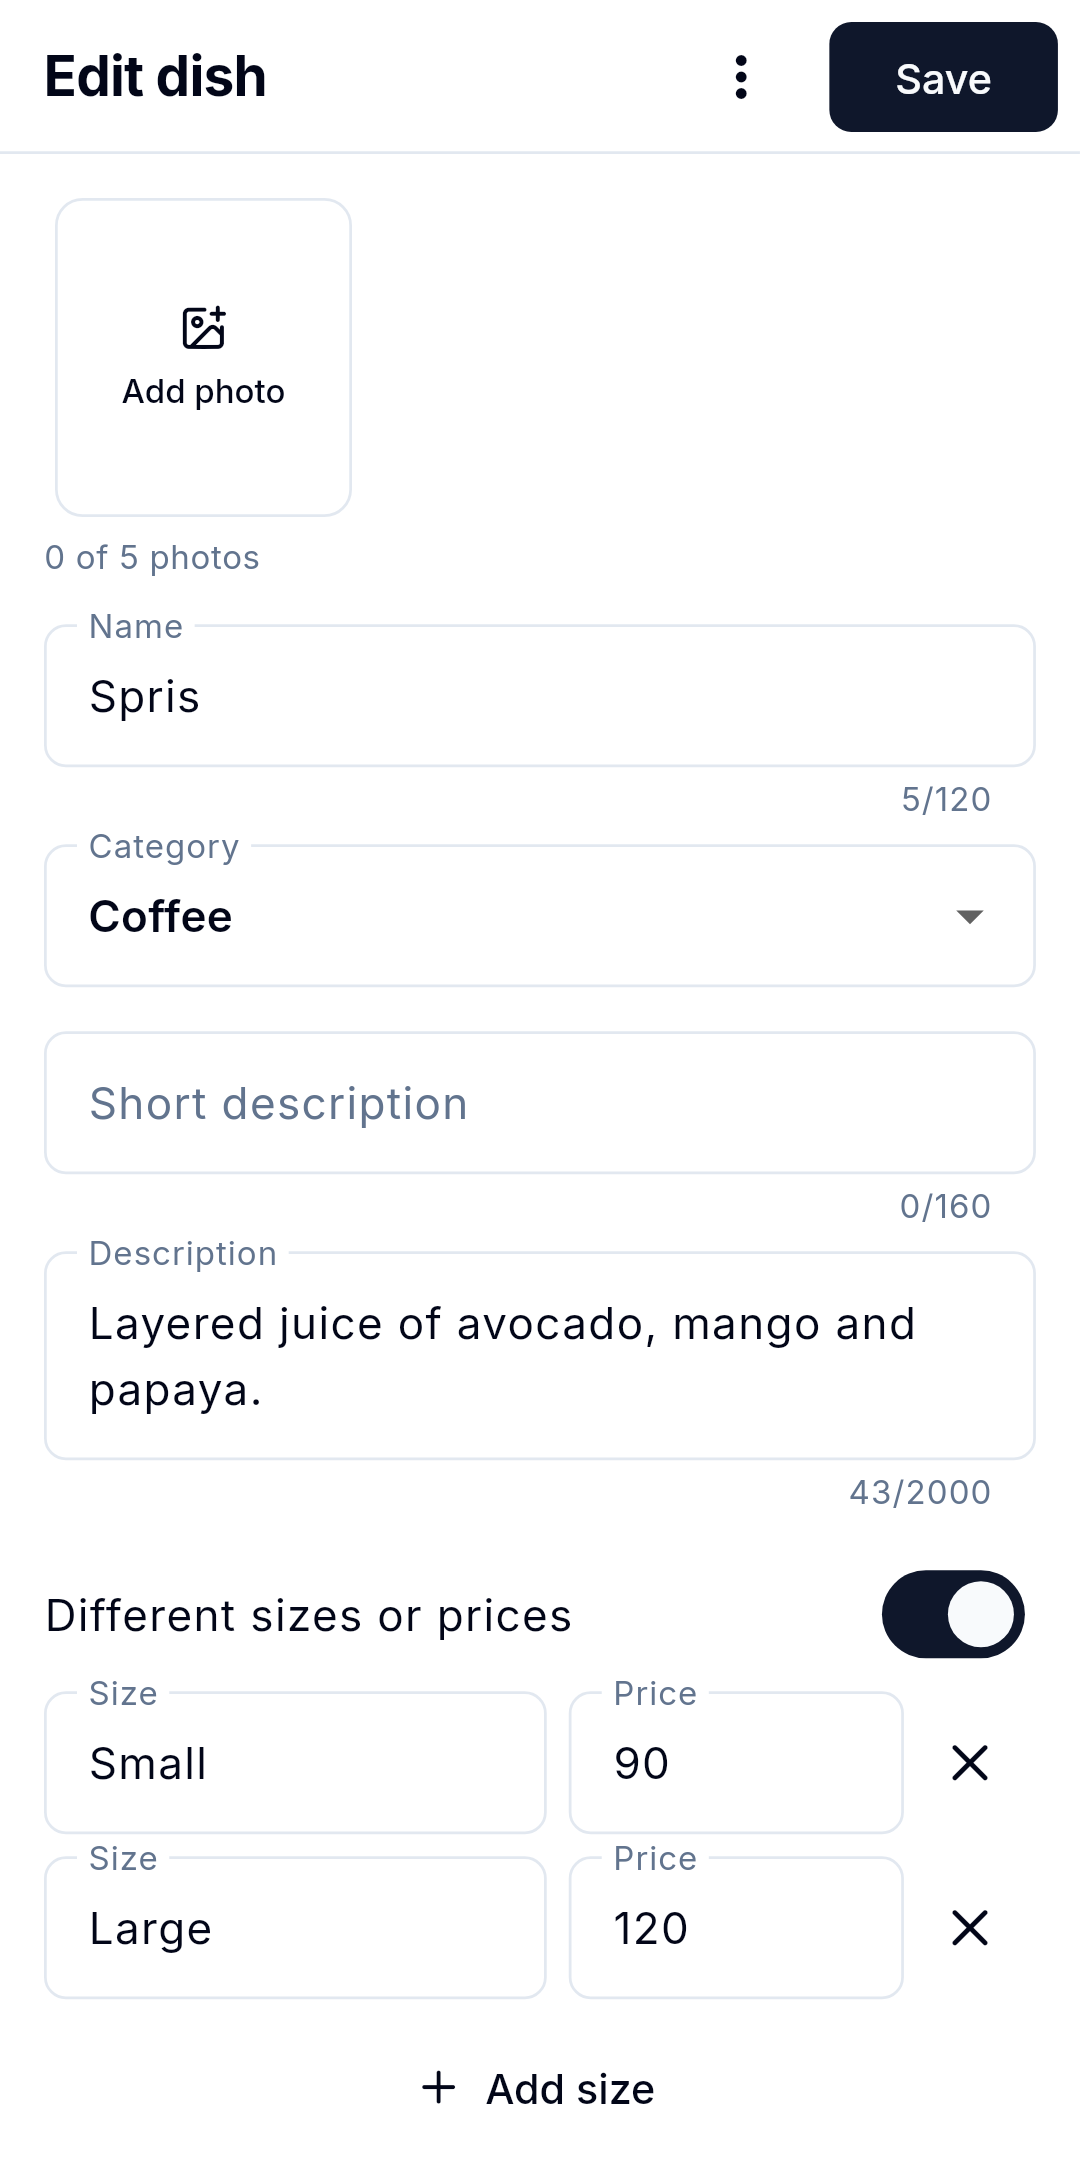 Edit dish
Save
Add photo
0 of 5 photos
Name
Spris
5/120
Category
Coffee
Short description
0/160
Description
Layered juice of avocado, mango and
papaya.
43/2000
Different sizes or prices
Size
Price
Small
90
Size
Price
Large
120
Add size